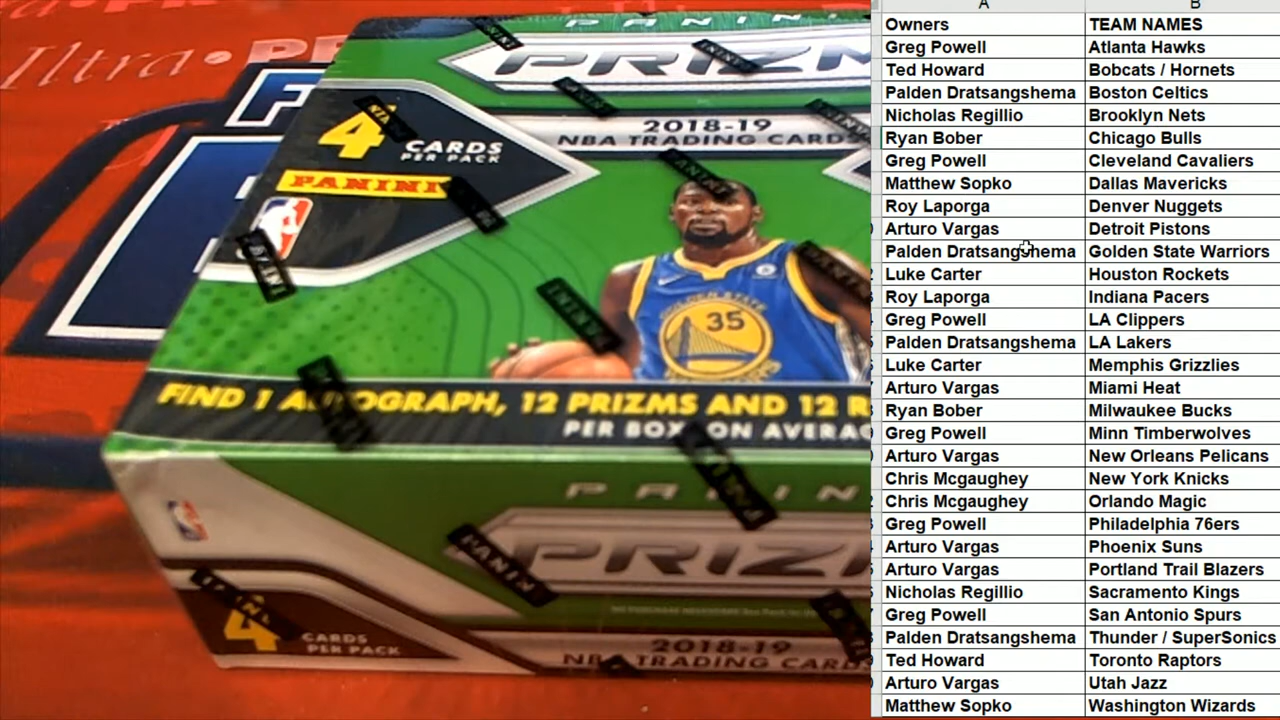 Ultra • PR
PANINI
PRIZM
2018-19
NBA TRADING CARD
4
CARDS
PER PACK
PANINI
35
FIND 1 AUTOGRAPH, 12 PRIZMS AND 12 R
PER BOX, ON AVERAG
PANIN
PRIZM
4
CARDS
PER PACK
2018-19
NBA TRADING CARD
A B
Owners TEAM NAMES
Greg Powell Atlanta Hawks
Ted Howard Bobcats / Hornets
Palden Dratsangshema Boston Celtics
Nicholas Regillio Brooklyn Nets
Ryan Bober Chicago Bulls
Greg Powell Cleveland Cavaliers
Matthew Sopko Dallas Mavericks
Roy Laporga Denver Nuggets
Arturo Vargas Detroit Pistons
Palden Dratsangshema Golden State Warriors
Luke Carter Houston Rockets
Roy Laporga Indiana Pacers
Greg Powell LA Clippers
Palden Dratsangshema LA Lakers
Luke Carter Memphis Grizzlies
Arturo Vargas Miami Heat
Ryan Bober Milwaukee Bucks
Greg Powell Minn Timberwolves
Arturo Vargas New Orleans Pelicans
Chris Mcgaughey New York Knicks
Chris Mcgaughey Orlando Magic
Greg Powell Philadelphia 76ers
Arturo Vargas Phoenix Suns
Arturo Vargas Portland Trail Blazers
Nicholas Regillio Sacramento Kings
Greg Powell San Antonio Spurs
Palden Dratsangshema Thunder / SuperSonics
Ted Howard Toronto Raptors
Arturo Vargas Utah Jazz
Matthew Sopko Washington Wizards